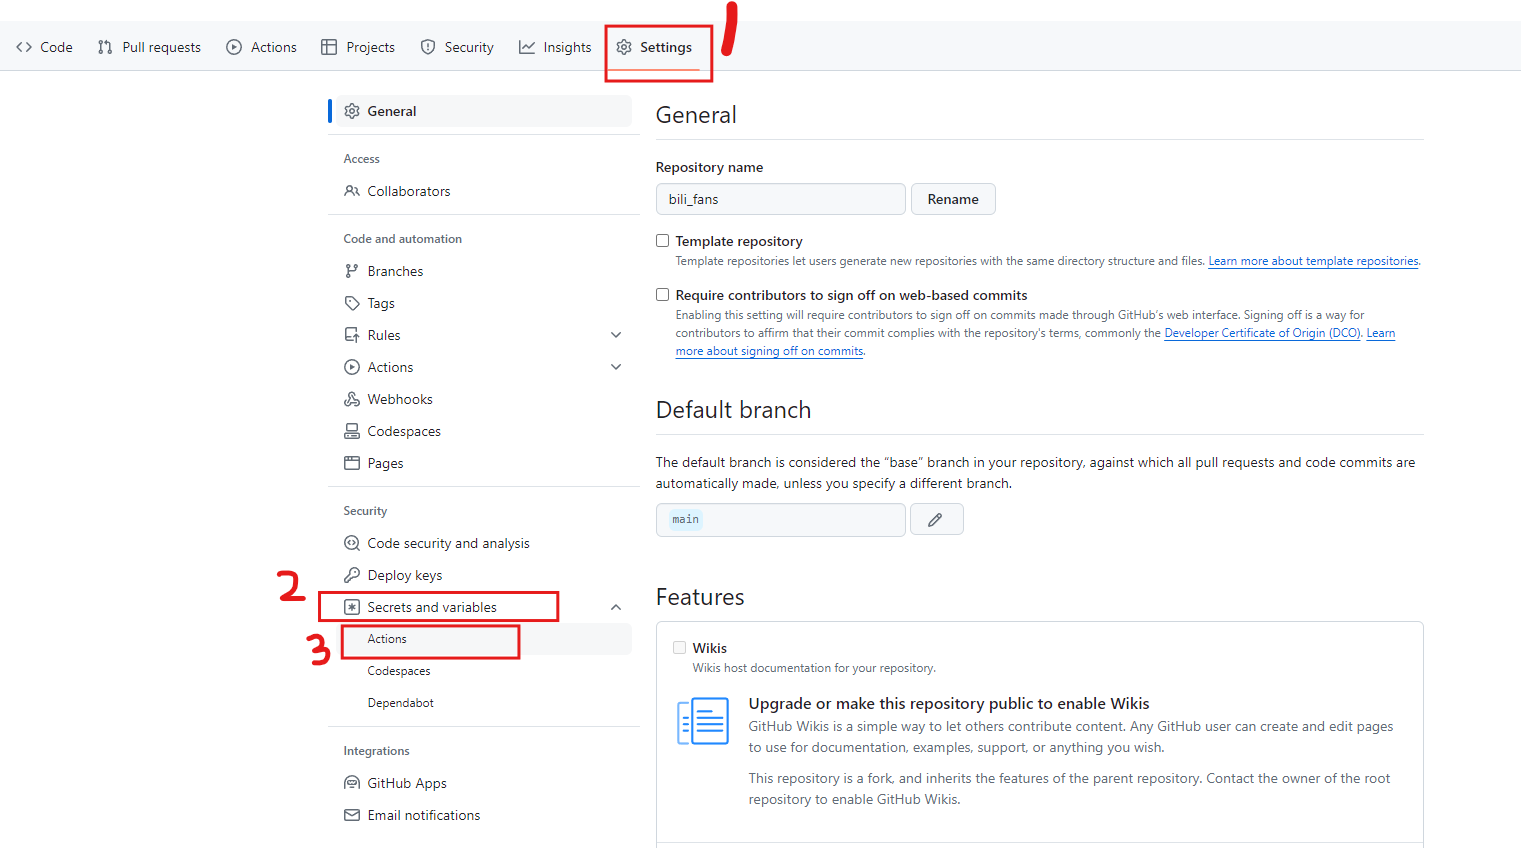 Code
Pull requests
Actions
Projects
Security
Insights
Settings
1
General
Access
Collaborators
Code and automation
Branches
Tags
Rules
Actions
Webhooks
Codespaces
Pages
Security
Code security and analysis
Deploy keys
2
Secrets and variables
3
Actions
Codespaces
Dependabot
Integrations
GitHub Apps
Email notifications
General
Repository name
bili_fans
Rename
Template repository
Template repositories let users generate new repositories with the same directory structure and files. Learn more about template repositories.
Require contributors to sign off on web-based commits
Enabling this setting will require contributors to sign off on commits made through GitHub's web interface. Signing off is a way for
contributors to affirm that their commit complies with the repository's terms, commonly the Developer Certificate of Origin (DCO). Learn
more about signing off on commits.
Default branch
The default branch is considered the “base” branch in your repository, against which all pull requests and code commits are
automatically made, unless you specify a different branch.
main
Features
Wikis
Wikis host documentation for your repository.
Upgrade or make this repository public to enable Wikis
GitHub Wikis is a simple way to let others contribute content. Any GitHub user can create and edit pages
to use for documentation, examples, support, or anything you wish.
This repository is a fork, and inherits the features of the parent repository. Contact the owner of the root
repository to enable GitHub Wikis.